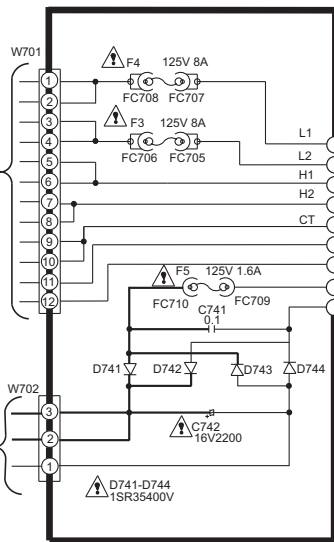 W701
F4 125V 8A
1
FC708 FC707
2
3
F3 125V 8A
4
FC706 FC705
L1
5
L2
6
H1
7
H2
8
CT
9
10
11
F5 125V 1.6A
12
FC710 FC709
C741
0.1
D741 D742 D743 D744
W702
3
C742
16V2200
+
2
1
D741-D744
1SR35400V